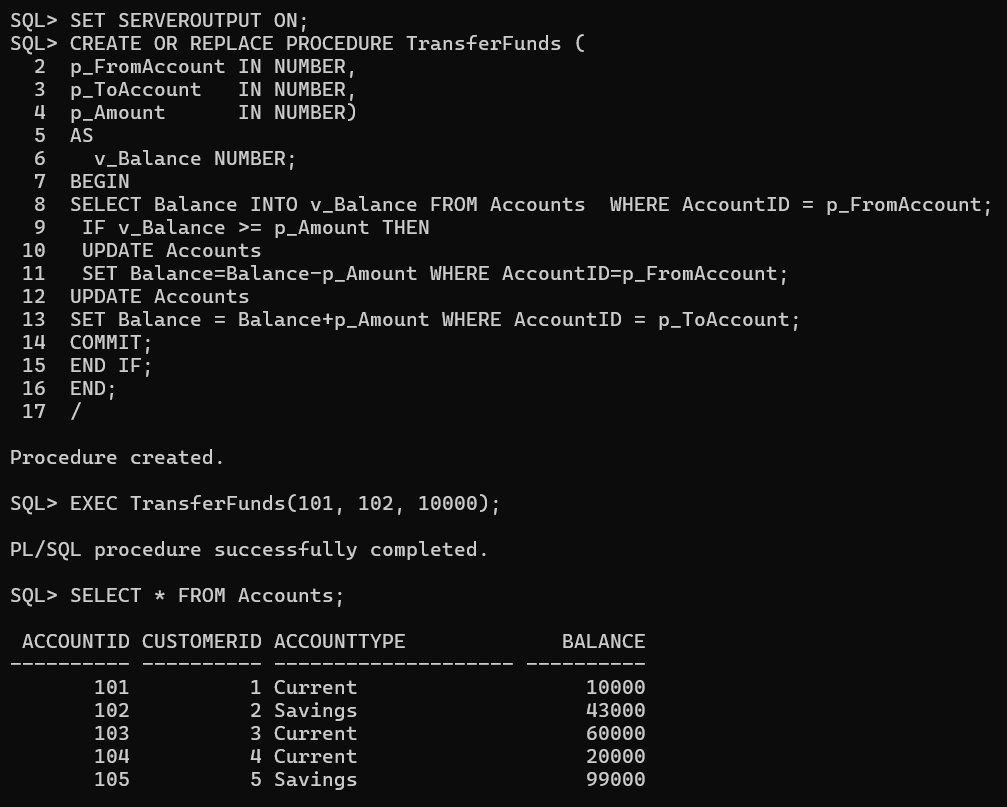 SQL> SET SERVEROUTPUT ON;
SQL> CREATE OR REPLACE PROCEDURE TransferFunds (
  2  p_FromAccount IN NUMBER,
  3  p_ToAccount   IN NUMBER,
  4  p_Amount      IN NUMBER)
  5  AS
  6    v_Balance NUMBER;
  7  BEGIN
  8  SELECT Balance INTO v_Balance FROM Accounts  WHERE AccountID = p_FromAccount;
  9   IF v_Balance >= p_Amount THEN
 10   UPDATE Accounts
 11   SET Balance=Balance-p_Amount WHERE AccountID=p_FromAccount;
 12  UPDATE Accounts
 13  SET Balance = Balance+p_Amount WHERE AccountID = p_ToAccount;
 14  COMMIT;
 15  END IF;
 16  END;
 17  /
Procedure created.
SQL> EXEC TransferFunds(101, 102, 10000);
PL/SQL procedure successfully completed.
SQL> SELECT * FROM Accounts;
 ACCOUNTID CUSTOMERID ACCOUNTTYPE             BALANCE
---------- ---------- -------------------- ----------
       101          1 Current                   10000
       102          2 Savings                   43000
       103          3 Current                   60000
       104          4 Current                   20000
       105          5 Savings                   99000